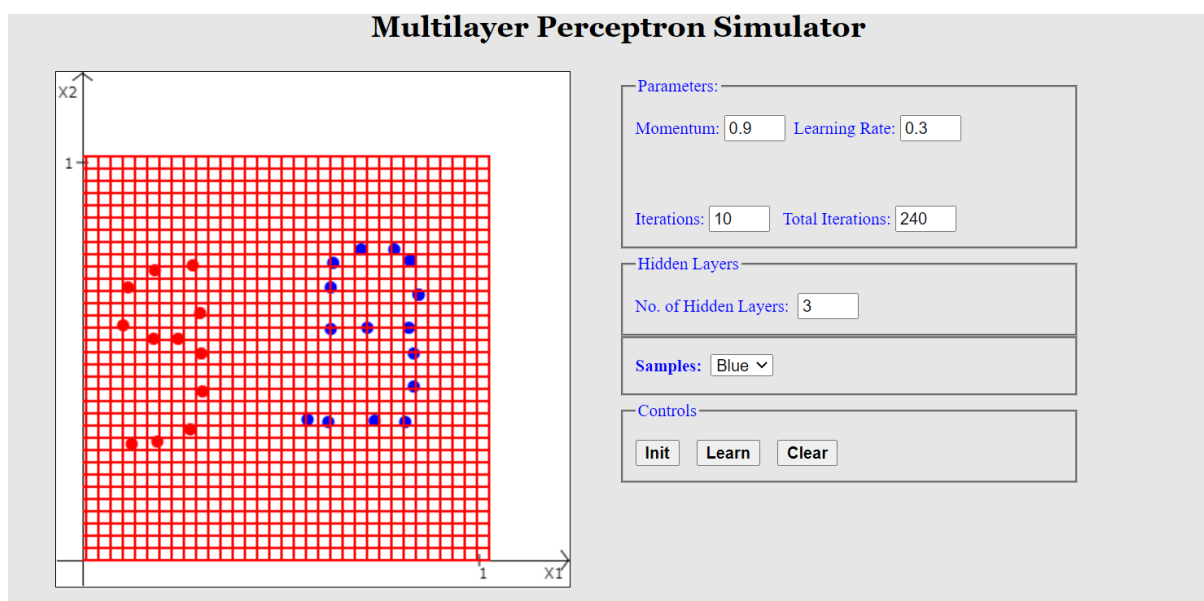 Multilayer Perceptron Simulator
X2
1
1
X1
Parameters:
Momentum: 0.9 Learning Rate: 0.3
Iterations: 10 Total Iterations: 240
Hidden Layers
No. of Hidden Layers: 3
Samples: Blue
Controls
Init Learn Clear